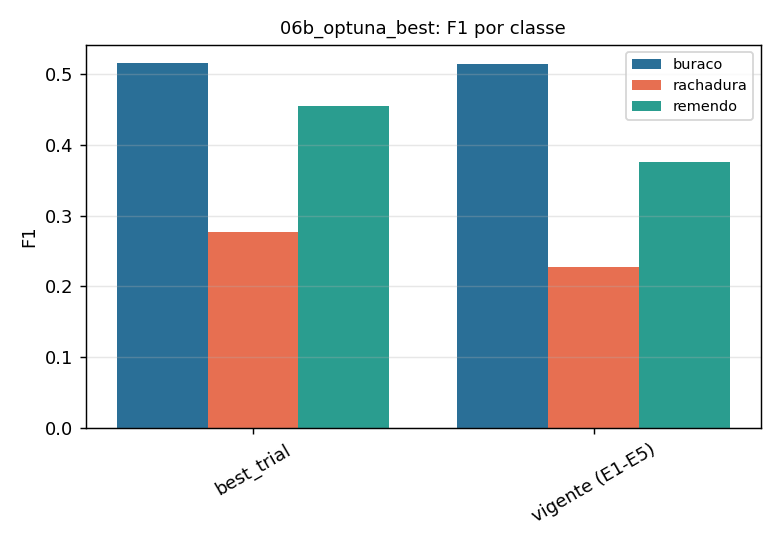 06b_optuna_best: F1 por classe
buraco
rachadura
remendo
F1
0.5
0.4
0.3
0.2
0.1
0.0
best_trial
vigente (E1-E5)